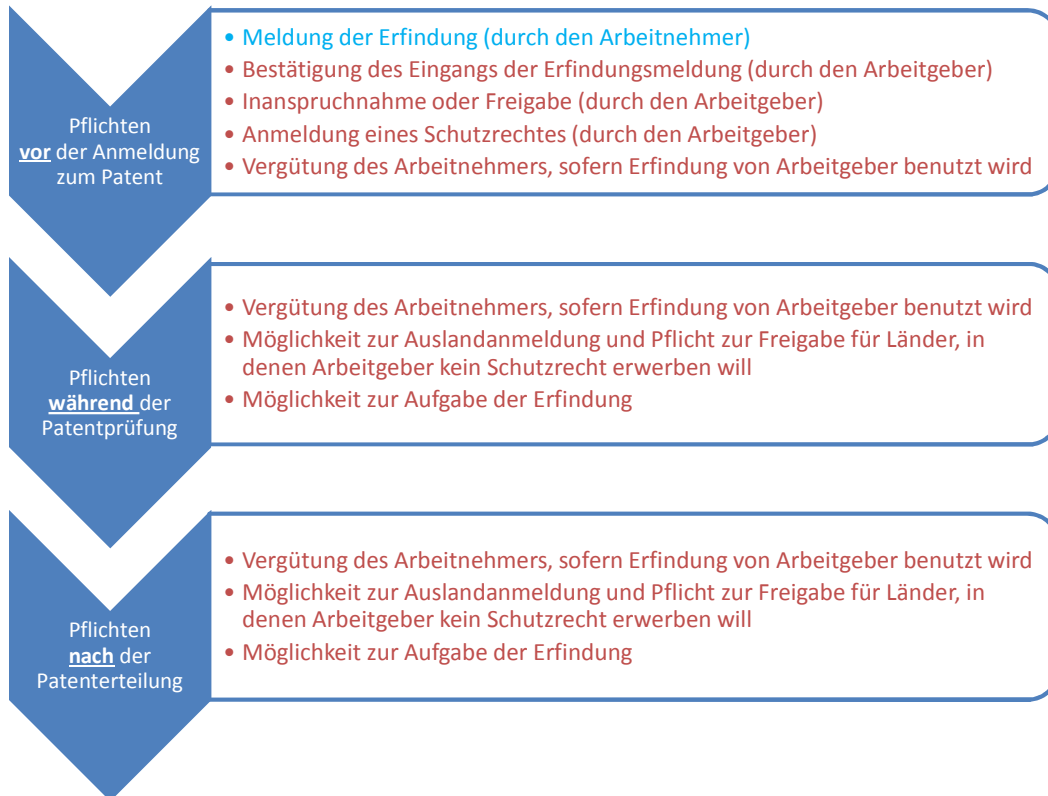 Pflichten
vor der Anmeldung
zum Patent
• Meldung der Erfindung (durch den Arbeitnehmer)
• Bestätigung des Eingangs der Erfindungsmeldung (durch den Arbeitgeber)
• Inanspruchnahme oder Freigabe (durch den Arbeitgeber)
• Anmeldung eines Schutzrechtes (durch den Arbeitgeber)
• Vergütung des Arbeitnehmers, sofern Erfindung von Arbeitgeber benutzt wird
Pflichten
während der
Patentprüfung
• Vergütung des Arbeitnehmers, sofern Erfindung von Arbeitgeber benutzt wird
• Möglichkeit zur Auslandanmeldung und Pflicht zur Freigabe für Länder, in
denen Arbeitgeber kein Schutzrecht erwerben will
• Möglichkeit zur Aufgabe der Erfindung
Pflichten
nach der
Patenterteilung
• Vergütung des Arbeitnehmers, sofern Erfindung von Arbeitgeber benutzt wird
• Möglichkeit zur Auslandanmeldung und Pflicht zur Freigabe für Länder, in
denen Arbeitgeber kein Schutzrecht erwerben will
• Möglichkeit zur Aufgabe der Erfindung